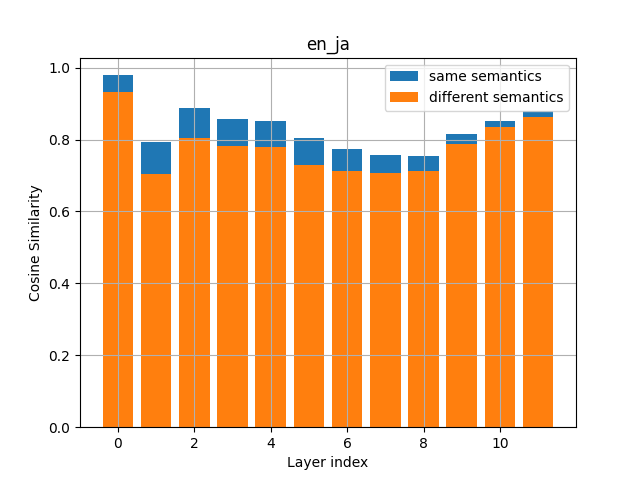 en_ja
same semantics
different semantics
Cosine Similarity
1.0
0.8
0.6
0.4
0.2
0.0
0 2 4 6 8 10
Layer index